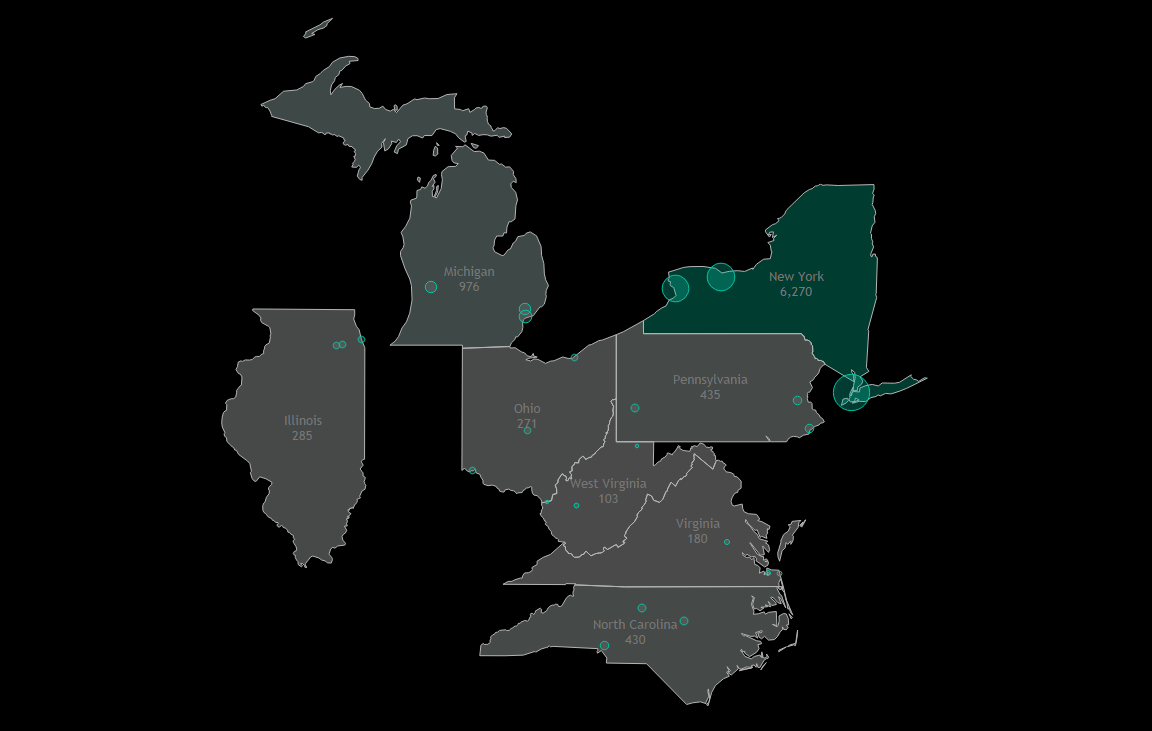 Michigan
976
New York
6,270
Pennsylvania
435
Ohio
271
Illinois
285
West Virginia
103
Virginia
180
North Carolina
430